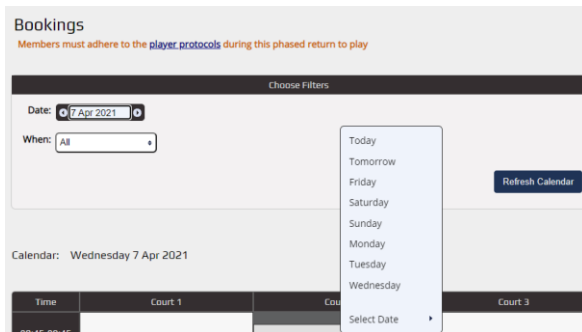 Bookings
Members must adhere to the player protocols during this phased return to play
Choose Filters
Date: 7 Apr 2021
When: All
Today
Tomorrow
Friday
Saturday
Sunday
Monday
Tuesday
Wednesday
Select Date
Refresh Calendar
Calendar: Wednesday 7 Apr 2021
Time Court 1 Court 3